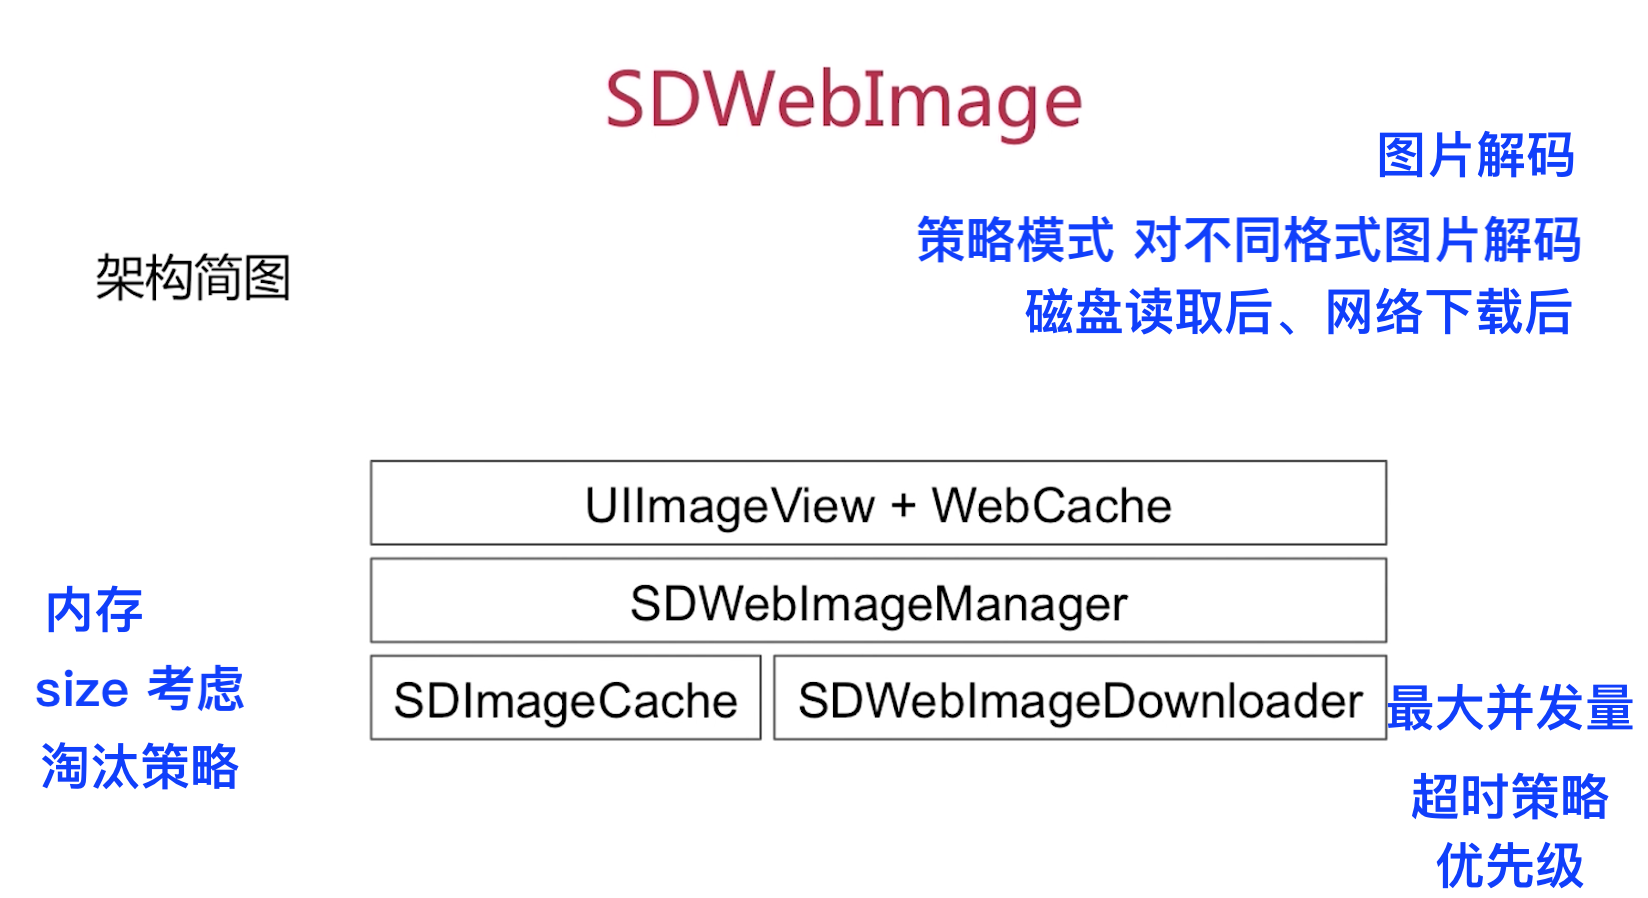 SDWebImage
图片解码
策略模式 对不同格式图片解码
架构简图
磁盘读取后、网络下载后
UIImageView + WebCache
内存
SDWebImageManager
size 考虑
SDImageCache
SDWebImageDownloader
最大并发量
淘汰策略
超时策略
优先级